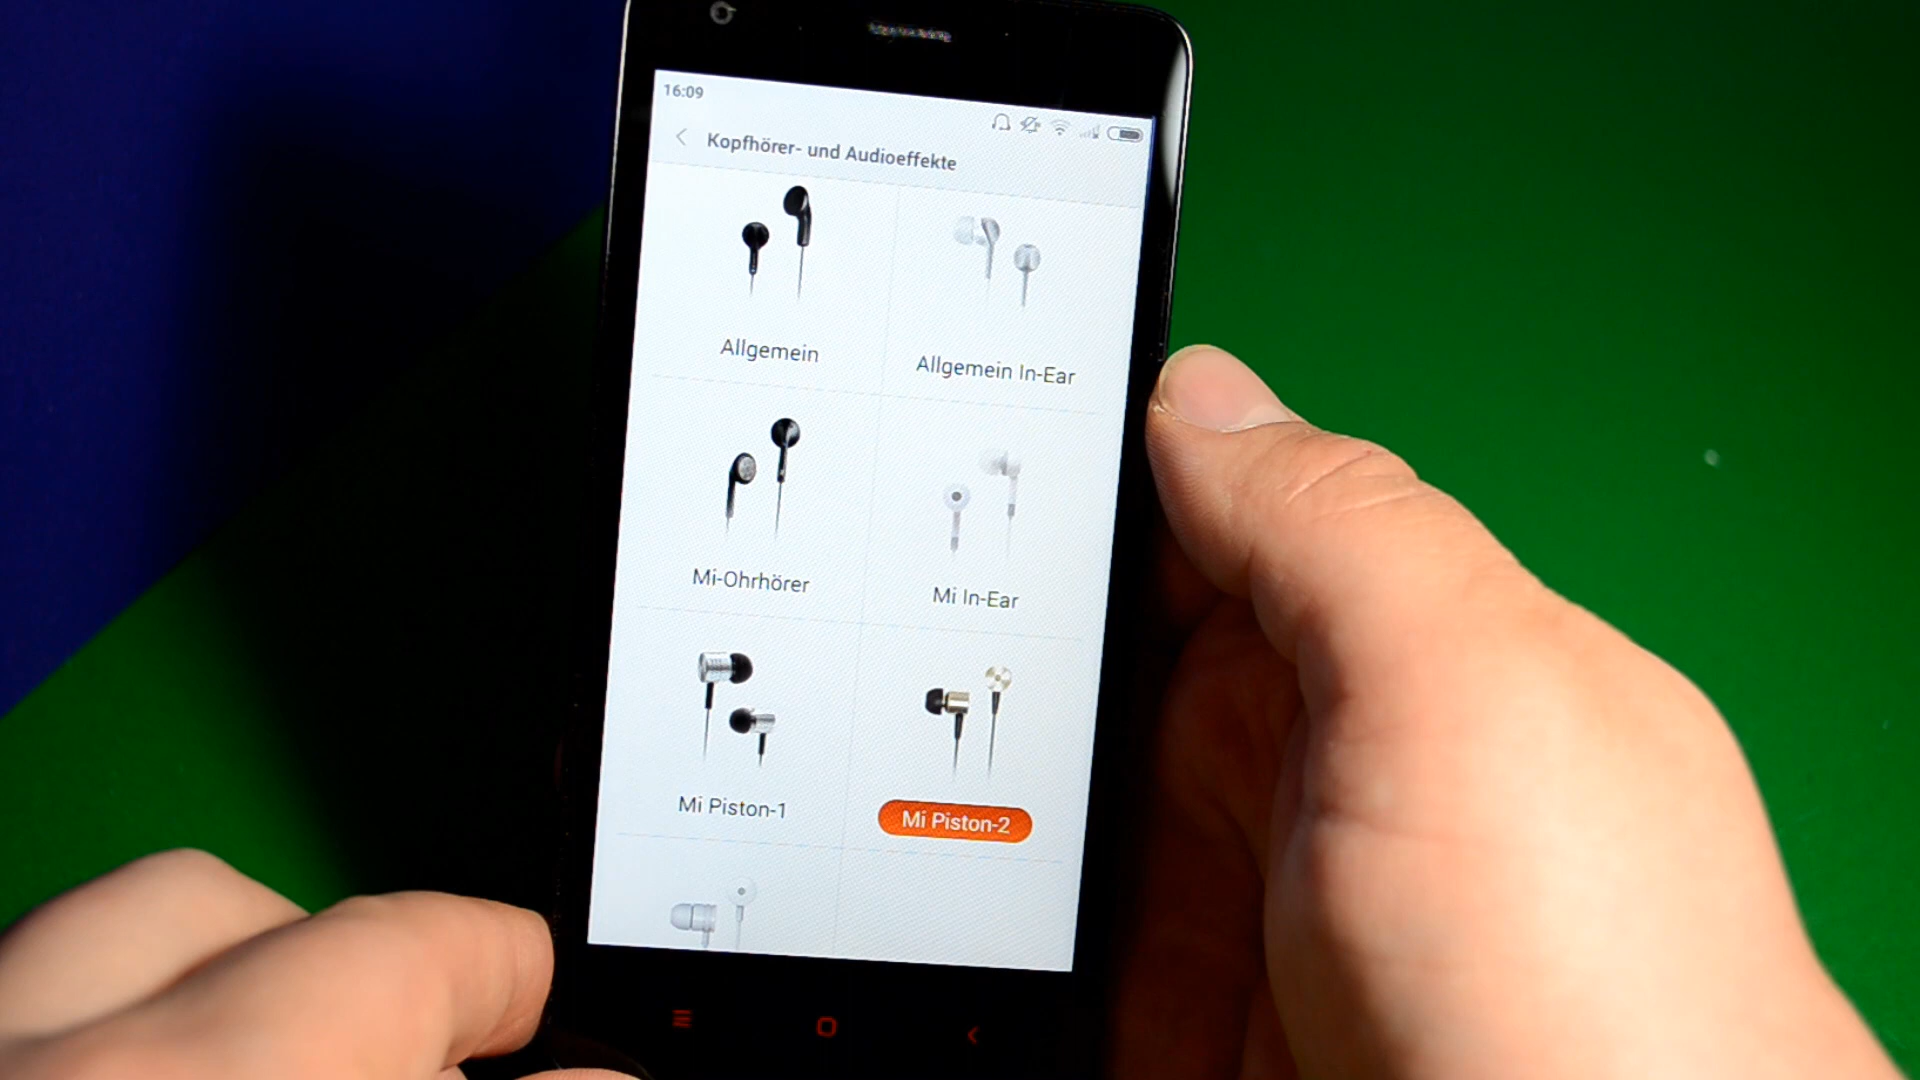 16:09
Kopfhörer- und Audioeffekte
Allgemein
Allgemein In-Ear
Mi-Ohrhörer
Mi In-Ear
Mi Piston-1
Mi Piston-2